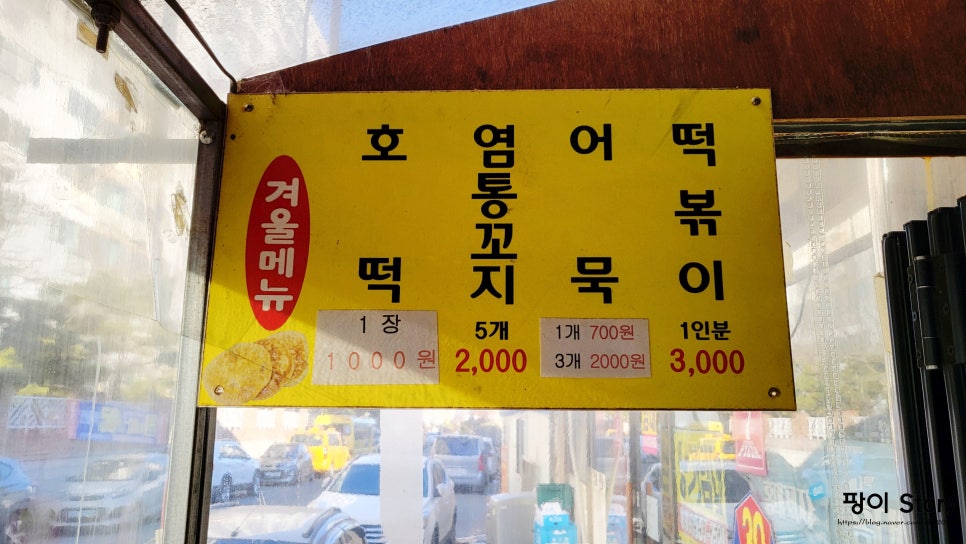 겨울메뉴
호떡
1장
1000원
염통꼬지
5개
2,000
어묵
1개 700원
3개 2000원
떡볶이
1인분
3,000
30
팡이